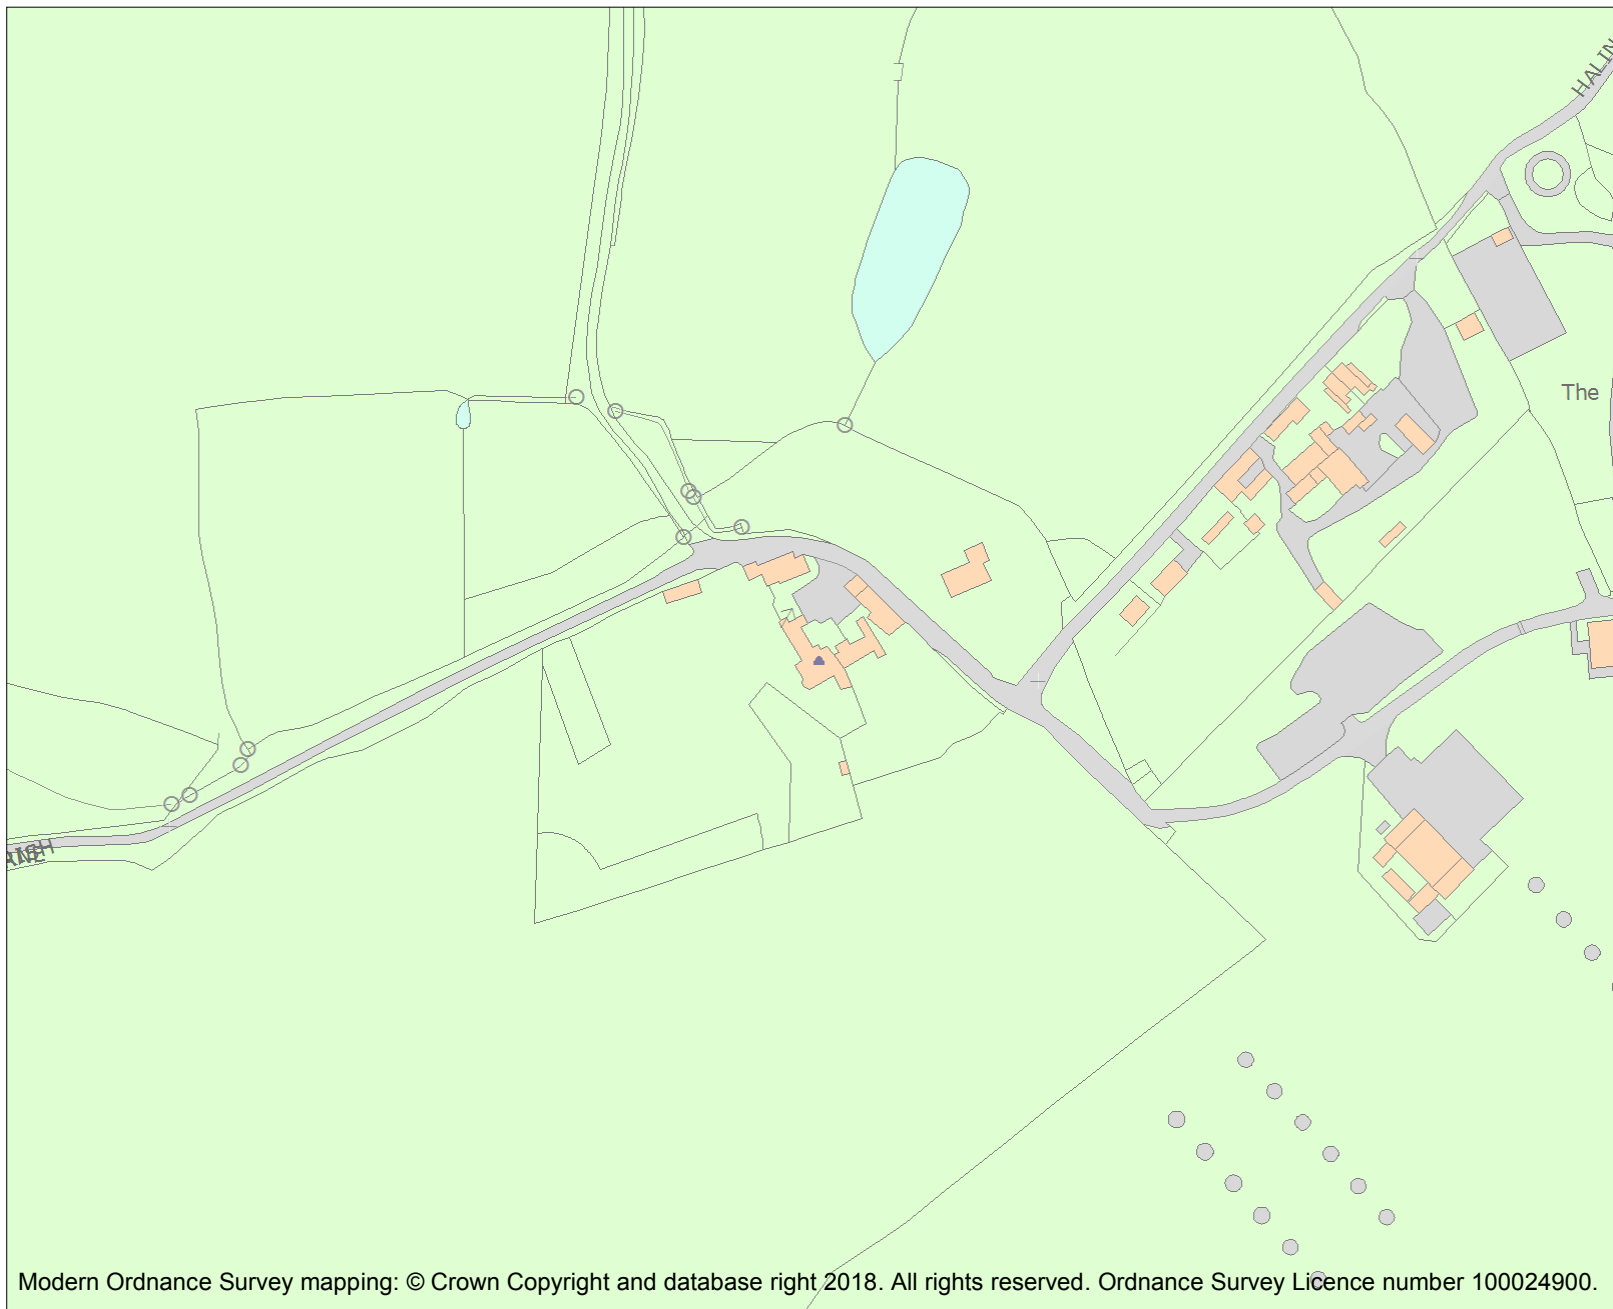 HALIN
The
Modern Ordnance Survey mapping: © Crown Copyright and database right 2018. All rights reserved. Ordnance Survey Licence number 100024900.